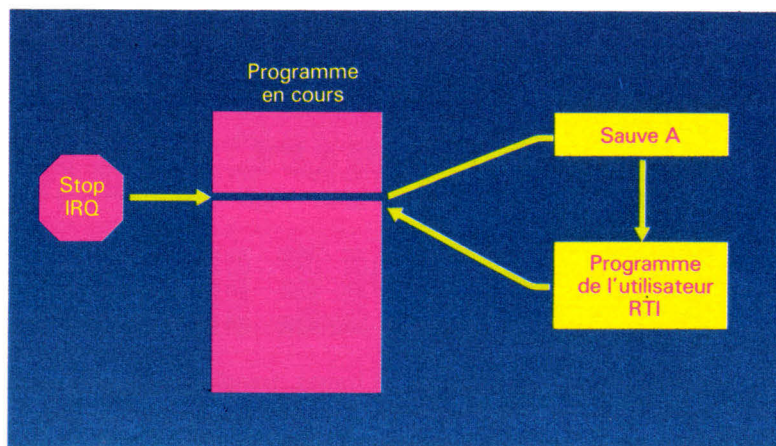 Programme
en cours
Stop
IRQ
Sauve A
Programme
de l'utilisateur
RTI